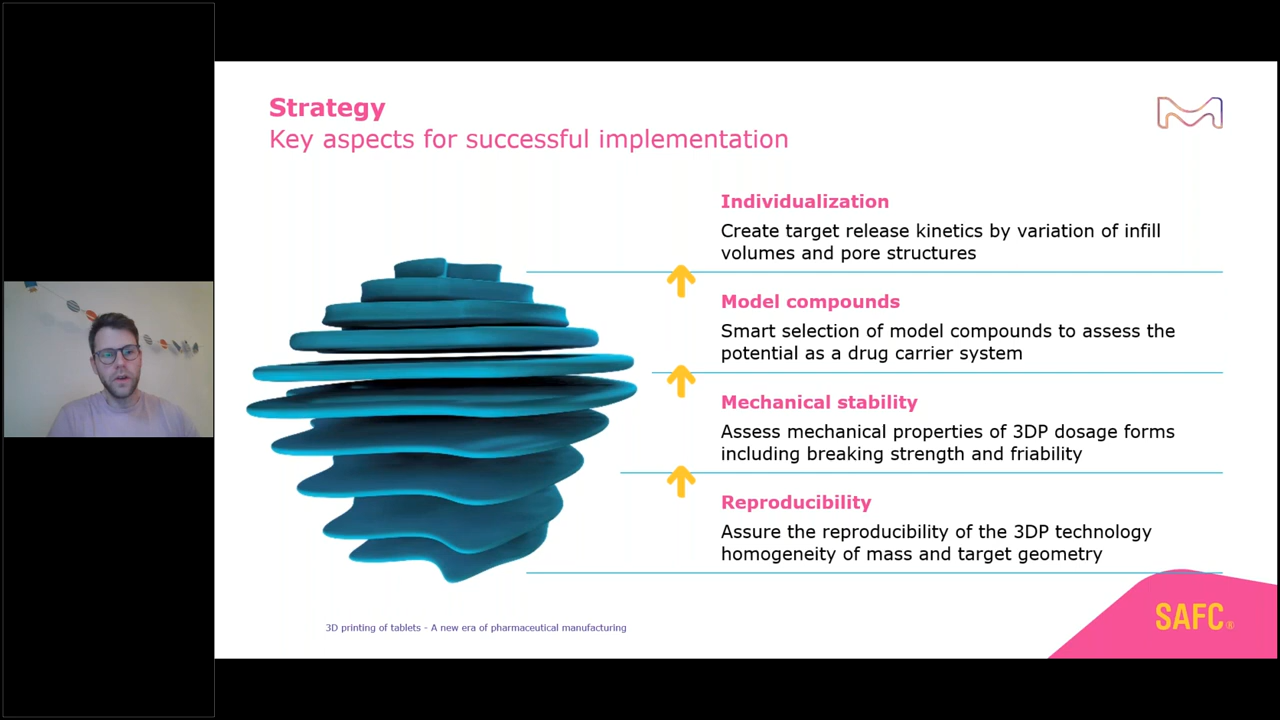 Strategy
Key aspects for successful implementation
Individualization
Create target release kinetics by variation of infill
volumes and pore structures
Model compounds
Smart selection of model compounds to assess the
potential as a drug carrier system
Mechanical stability
Assess mechanical properties of 3DP dosage forms
including breaking strength and friability
Reproducibility
Assure the reproducibility of the 3DP technology
homogeneity of mass and target geometry
3D printing of tablets - A new era of pharmaceutical manufacturing
SAFC®